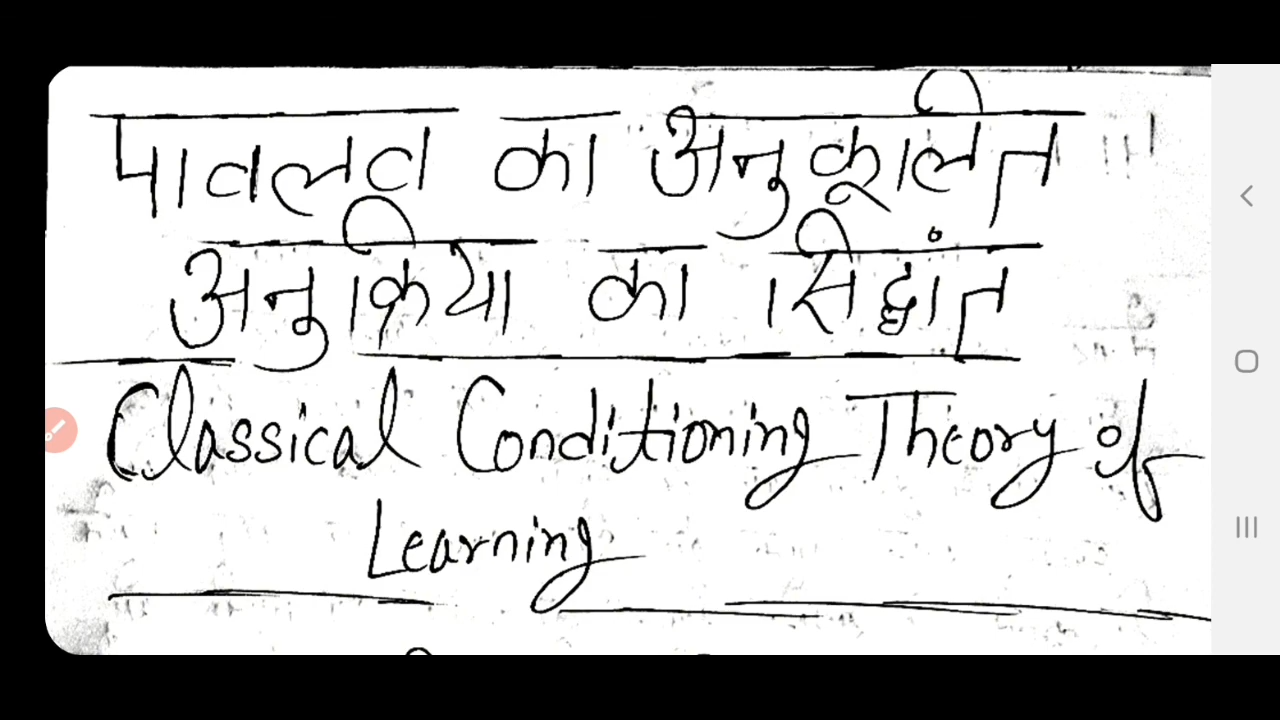 पावलव का अनुकूलित
अनुक्रिया का सिद्धांत
Classical Conditioning Theory of
Learning